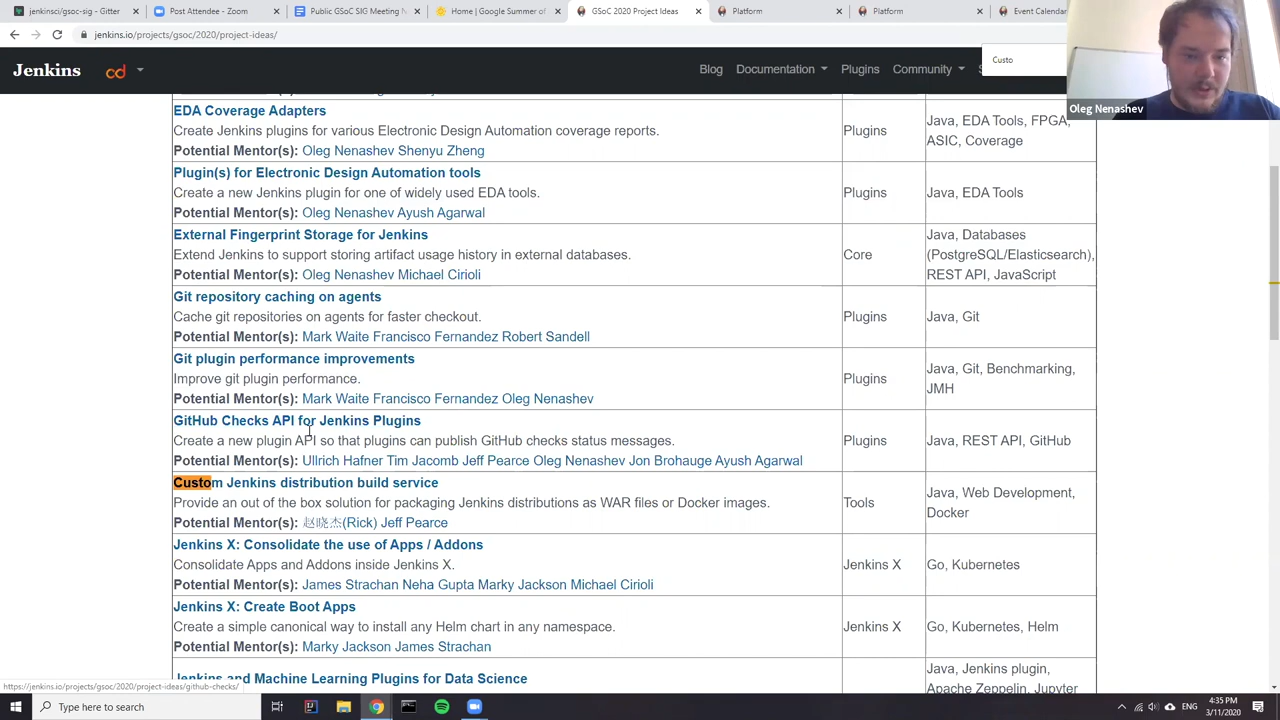 jenkinsci/gsoc-sig - Gitter
Post Attendee - Zoom
Public GSoC SIG Meeting N
Home | Google Summer of
GSoC 2020 Project Ideas
Platform
Platform
Event Calendar
jenkins.io/projects/gsoc/2020/project-ideas/
Jenkins
cd
Blog
Documentation
Plugins
Community
Custo
Oleg Nenashev
EDA Coverage Adapters
Create Jenkins plugins for various Electronic Design Automation coverage reports.
Potential Mentor(s): Oleg Nenashev Shenyu Zheng
Plugins
Java, EDA Tools, FPGA,
ASIC, Coverage
Plugin(s) for Electronic Design Automation tools
Create a new Jenkins plugin for one of widely used EDA tools.
Potential Mentor(s): Oleg Nenashev Ayush Agarwal
Plugins
Java, EDA Tools
External Fingerprint Storage for Jenkins
Extend Jenkins to support storing artifact usage history in external databases.
Potential Mentor(s): Oleg Nenashev Michael Cirioli
Core
Java, Databases
(PostgreSQL/Elasticsearch),
REST API, JavaScript
Git repository caching on agents
Cache git repositories on agents for faster checkout.
Potential Mentor(s): Mark Waite Francisco Fernandez Robert Sandell
Plugins
Java, Git
Git plugin performance improvements
Improve git plugin performance.
Potential Mentor(s): Mark Waite Francisco Fernandez Oleg Nenashev
Plugins
Java, Git, Benchmarking,
JMH
GitHub Checks API for Jenkins Plugins
Create a new plugin API so that plugins can publish GitHub checks status messages.
Potential Mentor(s): Ullrich Hafner Tim Jacomb Jeff Pearce Oleg Nenashev Jon Brohauge Ayush Agarwal
Plugins
Java, REST API, GitHub
Custom Jenkins distribution build service
Provide an out of the box solution for packaging Jenkins distributions as WAR files or Docker images.
Potential Mentor(s): 赵晓杰(Rick) Jeff Pearce
Tools
Java, Web Development,
Docker
Jenkins X: Consolidate the use of Apps / Addons
Consolidate Apps and Addons inside Jenkins X.
Potential Mentor(s): James Strachan Neha Gupta Marky Jackson Michael Cirioli
Jenkins X
Go, Kubernetes
Jenkins X: Create Boot Apps
Create a simple canonical way to install any Helm chart in any namespace.
Potential Mentor(s): Marky Jackson James Strachan
Jenkins X
Go, Kubernetes, Helm
Jenkins and Machine Learning Plugins for Data Science
Java, Jenkins plugin,
Apache Zeppelin, Jupyter
https://jenkins.io/projects/gsoc/2020/project-ideas/github-checks/
Type here to search
ENG
4:35 PM
3/11/2020